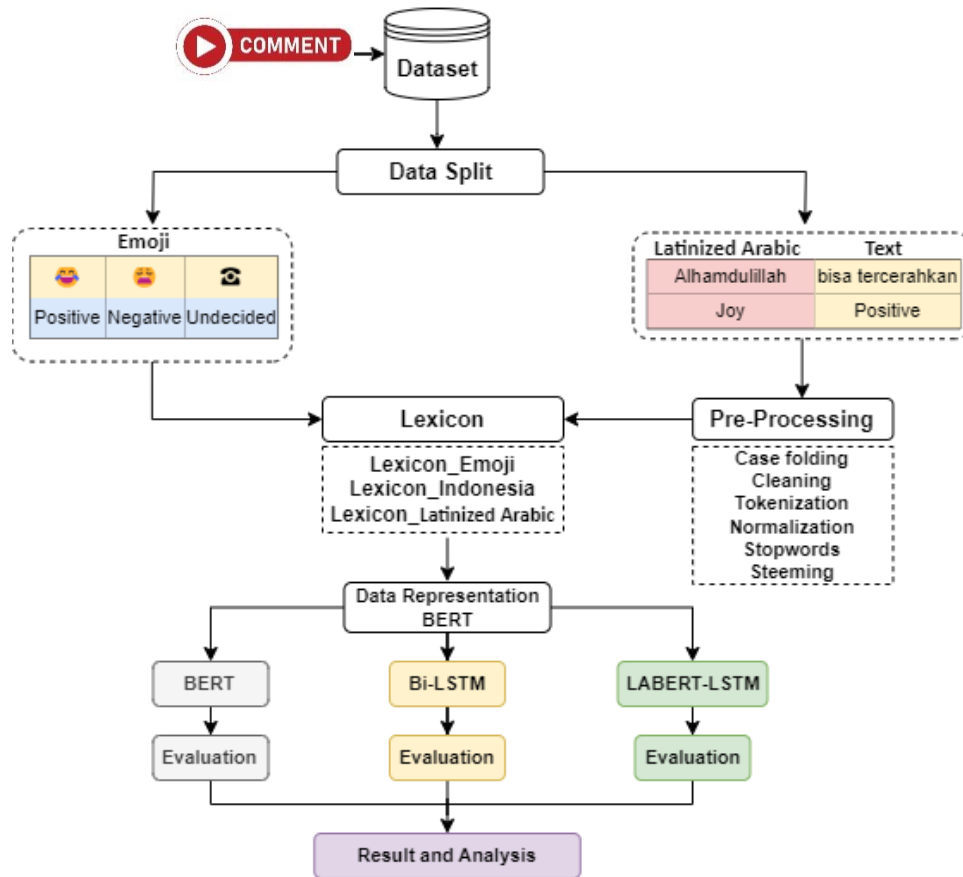 COMMENT
Dataset
Data Split
Emoji
Positive Negative Undecided
Latinized Arabic Text
Alhamdulillah bisa tercerahkan
Joy Positive
Lexicon
Pre-Processing
Lexicon_Emoji
Lexicon_Indonesia
Lexicon_Latinized Arabic
Case folding
Cleaning
Tokenization
Normalization
Stopwords
Steeming
Data Representation
BERT
BERT
Bi-LSTM
LABERT-LSTM
Evaluation
Evaluation
Evaluation
Result and Analysis